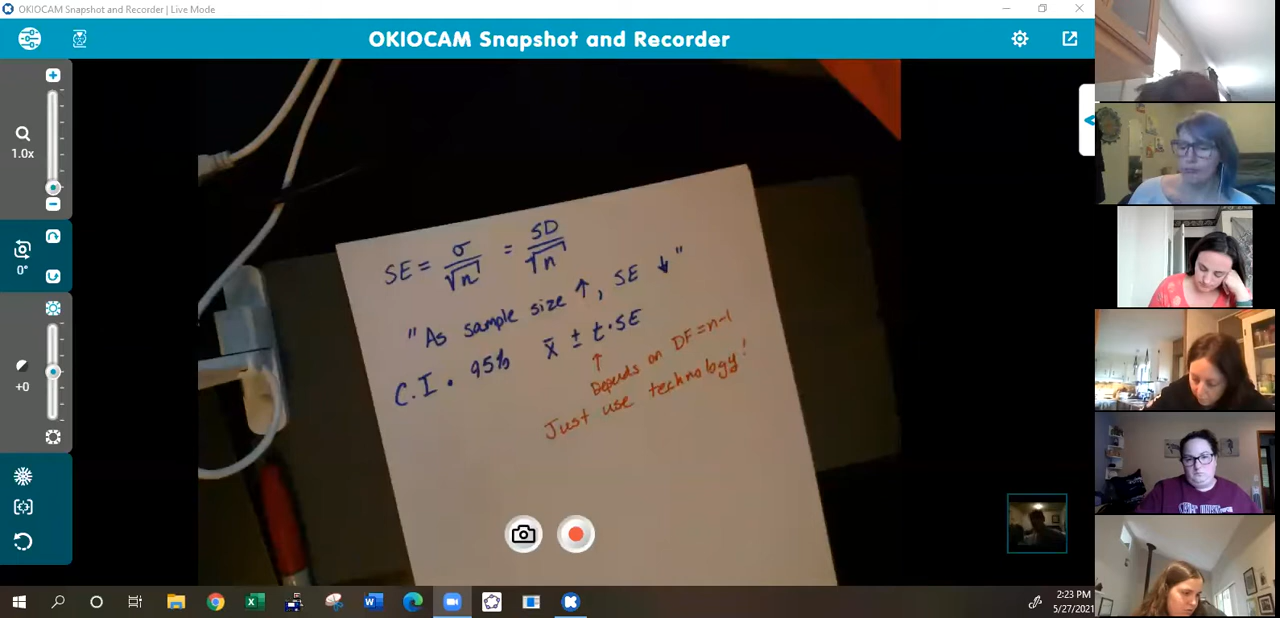 OKIOCAM Snapshot and Recorder | Live Mode
OKIOCAM Snapshot and Recorder
1.0x
0°
+0
SE = σ/√n = SD/√n
"As sample size ↑, SE ↓"
C.I. 95% x̄ ± t·SE
↑
Depends on DF = n-1
Just use technology!
2:23 PM
5/27/2021